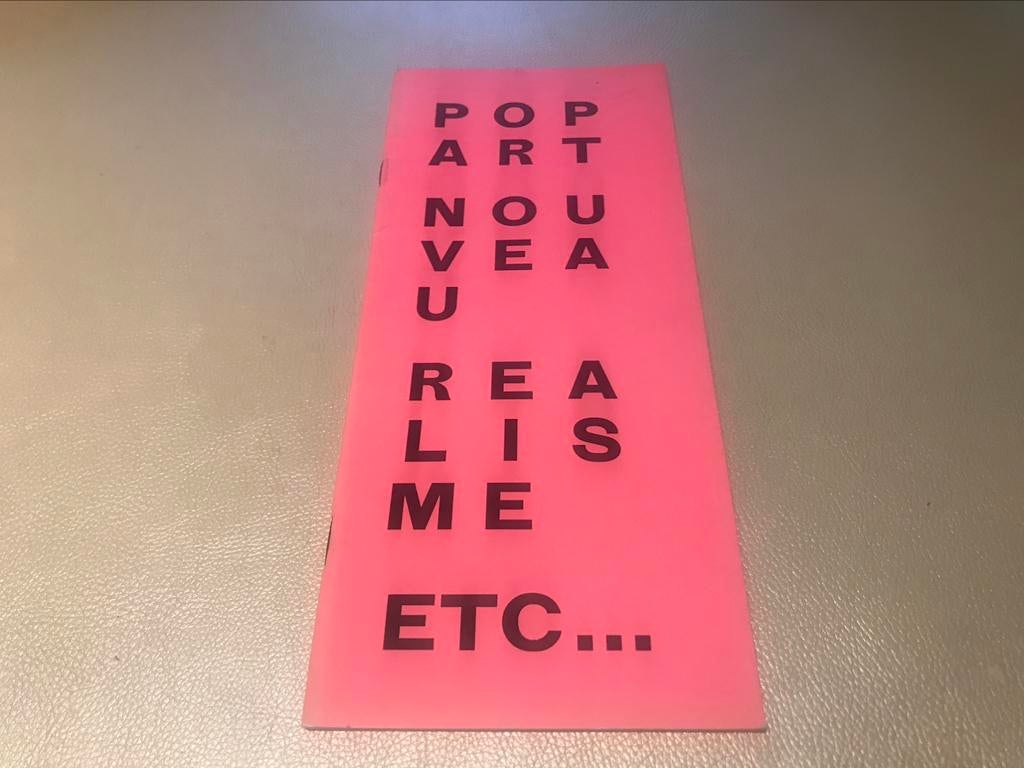 P O P
A R T
N O U
V E A
U
R E A
L I S
M E
ETC...